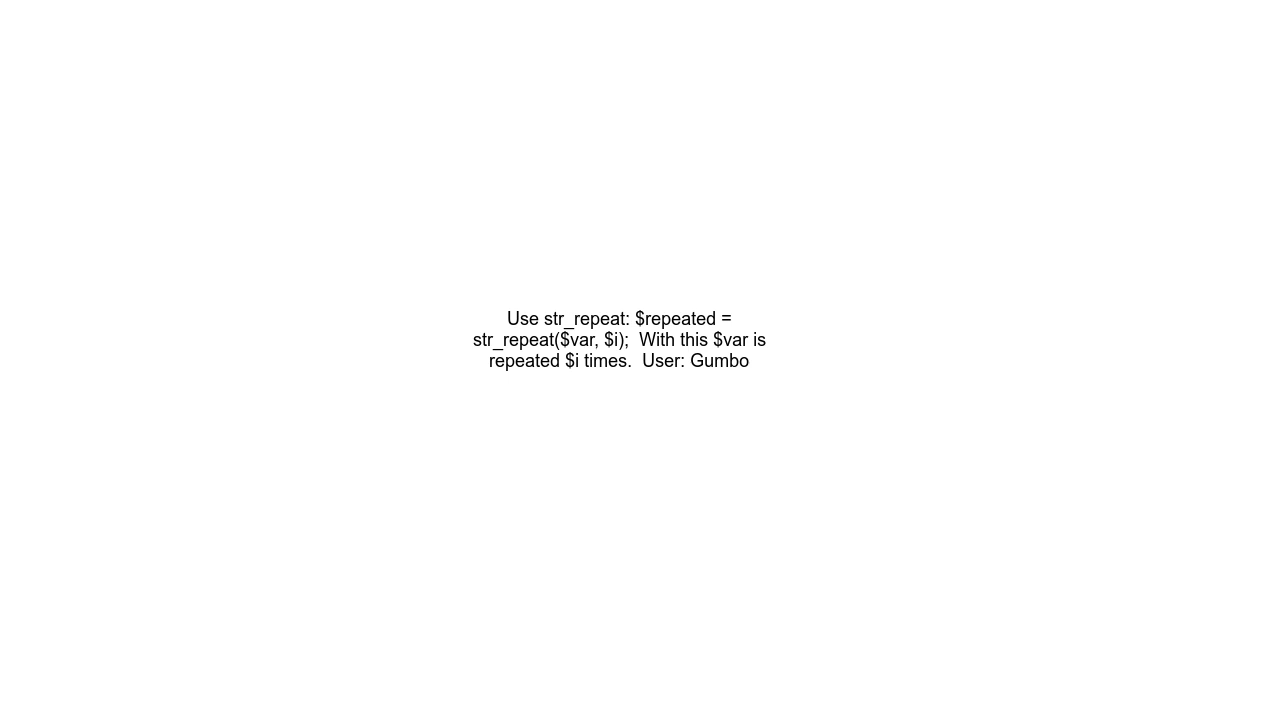 Use str_repeat: $repeated =
str_repeat($var, $i);  With this $var is
repeated $i times.  User: Gumbo